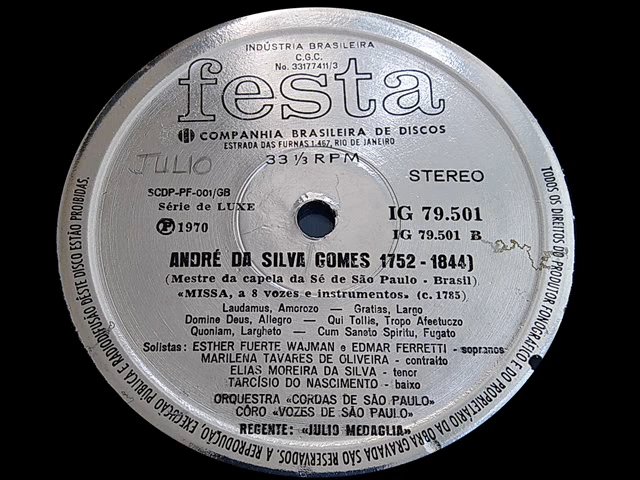 INDÚSTRIA BRASILEIRA
C.G.C.
No. 33177411/3
festa
COMPANHIA BRASILEIRA DE DISCOS
ESTRADA DAS FURNAS 1.467, RIO DE JANEIRO
33 1/3 RPM
JULIO
STEREO
SCDP-PF-001/GB
Série de LUXE
Ⓟ 1970
IG 79.501
IG 79.501 B
ANDRÉ DA SILVA GOMES 1752 - 1844)
(Mestre da capela da Sé de São Paulo - Brasil)
«MISSA, a 8 vozes e instrumentos» (c. 1785)
Laudamus, Amorozo — Gratias, Largo
Domine Deus, Allegro — Qui Tollis, Tropo Afeetuczo
Quoniam, Largheto — Cum Saneto Spiritu, Fugato
Solistas: ESTHER FUERTE WAJMAN e EDMAR FERRETTI - sopranos
MARILENA TAVARES DE OLIVEIRA - contralto
ELIAS MOREIRA DA SILVA - tenor
TARCÍSIO DO NASCIMENTO - baixo
ORQUESTRA «CORDAS DE SÃO PAULO»
CÔRO «VOZES DE SÃO PAULO»
REGENTE: «JULIO MEDAGLIA»
TODOS OS DIREITOS DO PRODUTOR FONOGRÁFICO E DO PROPRIETÁRIO DA OBRA GRAVADA SÃO RESERVADOS. A REPRODUÇÃO, EXECUÇÃO PÚBLICA E RADIODIFUSÃO DÊSTE DISCO ESTÃO PROIBIDAS.